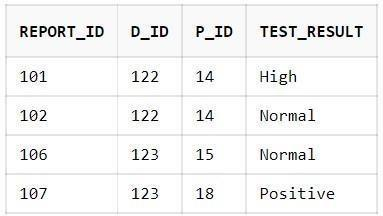 REPORT_ID D_ID P_ID TEST_RESULT
101 122 14 High
102 122 14 Normal
106 123 15 Normal
107 123 18 Positive